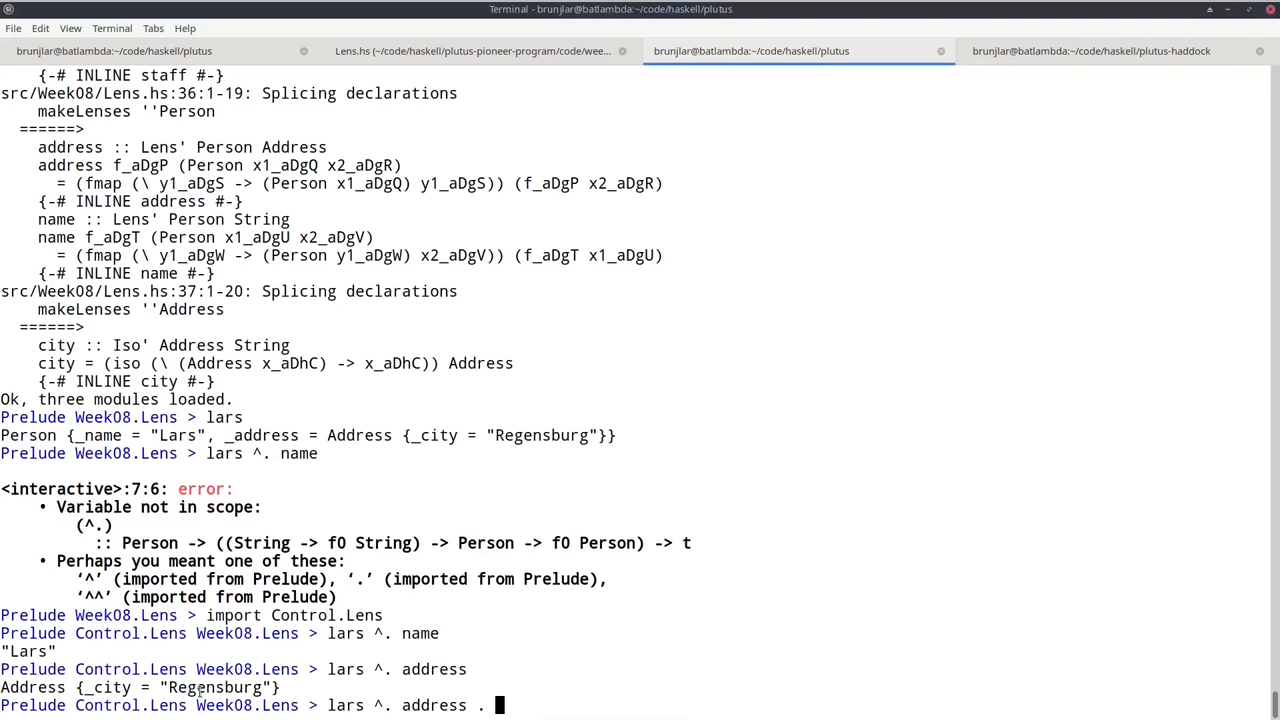 Terminal - brunjlar@batlambda:~/code/haskell/plutus
File Edit View Terminal Tabs Help
brunjlar@batlambda:~/code/haskell/plutus Lens.hs (~/code/haskell/plutus-pioneer-program/code/wee... brunjlar@batlambda:~/code/haskell/plutus brunjlar@batlambda:~/code/haskell/plutus-haddock
{-# INLINE staff #-}
src/Week08/Lens.hs:36:1-19: Splicing declarations
makeLenses ''Person
======>
address :: Lens' Person Address
address f_aDgP (Person x1_aDgQ x2_aDgR)
= (fmap (\ y1_aDgS -> (Person x1_aDgQ) y1_aDgS)) (f_aDgP x2_aDgR)
{-# INLINE address #-}
name :: Lens' Person String
name f_aDgT (Person x1_aDgU x2_aDgV)
= (fmap (\ y1_aDgW -> (Person y1_aDgW) x2_aDgV)) (f_aDgT x1_aDgU)
{-# INLINE name #-}
src/Week08/Lens.hs:37:1-20: Splicing declarations
makeLenses ''Address
======>
city :: Iso' Address String
city = (iso (\ (Address x_aDhC) -> x_aDhC)) Address
{-# INLINE city #-}
Ok, three modules loaded.
Prelude Week08.Lens > lars
Person {_name = "Lars", _address = Address {_city = "Regensburg"}}
Prelude Week08.Lens > lars ^. name
<interactive>:7:6: error:
• Variable not in scope:
(^.)
:: Person -> ((String -> f0 String) -> Person -> f0 Person) -> t
• Perhaps you meant one of these:
‘^’ (imported from Prelude), ‘.’ (imported from Prelude),
‘^^’ (imported from Prelude)
Prelude Week08.Lens > import Control.Lens
Prelude Control.Lens Week08.Lens > lars ^. name
"Lars"
Prelude Control.Lens Week08.Lens > lars ^. address
Address {_city = "Regensburg"}
Prelude Control.Lens Week08.Lens > lars ^. address .